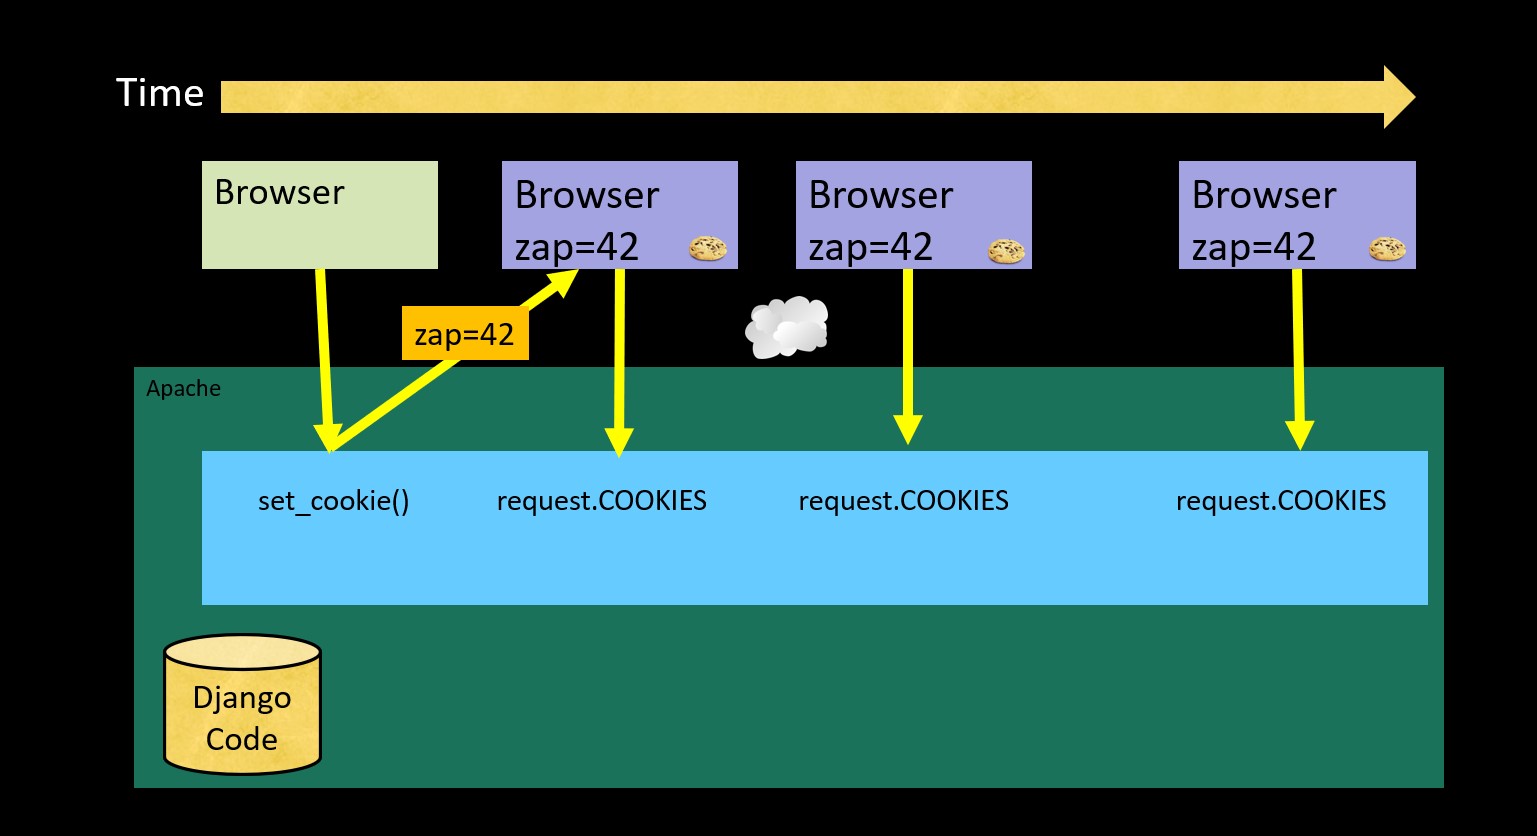 Time
Browser
Browser
zap=42
Browser
zap=42
Browser
zap=42
zap=42
Apache
set_cookie()
request.COOKIES
request.COOKIES
request.COOKIES
Django
Code